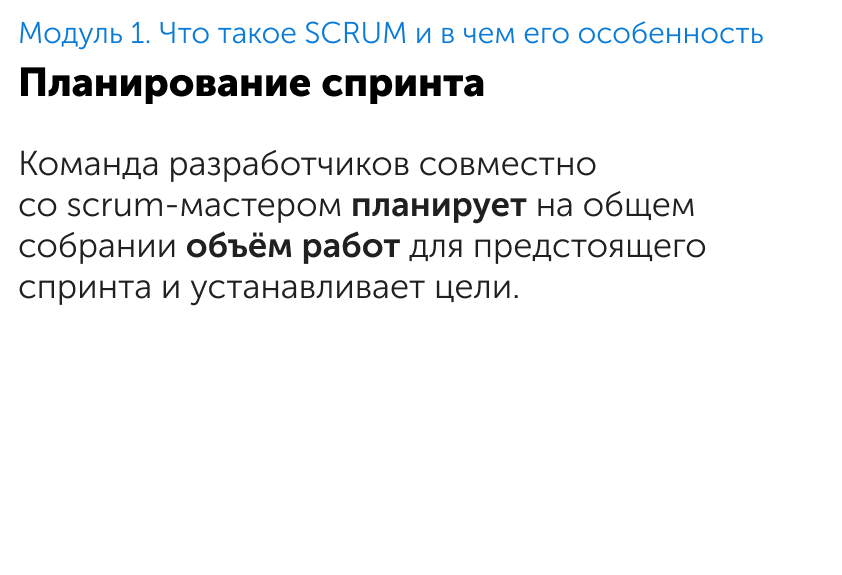 Модуль 1. Что такое SCRUM и в чем его особенность
Планирование спринта
Команда разработчиков совместно
со scrum-мастером планирует на общем
собрании объём работ для предстоящего
спринта и устанавливает цели.